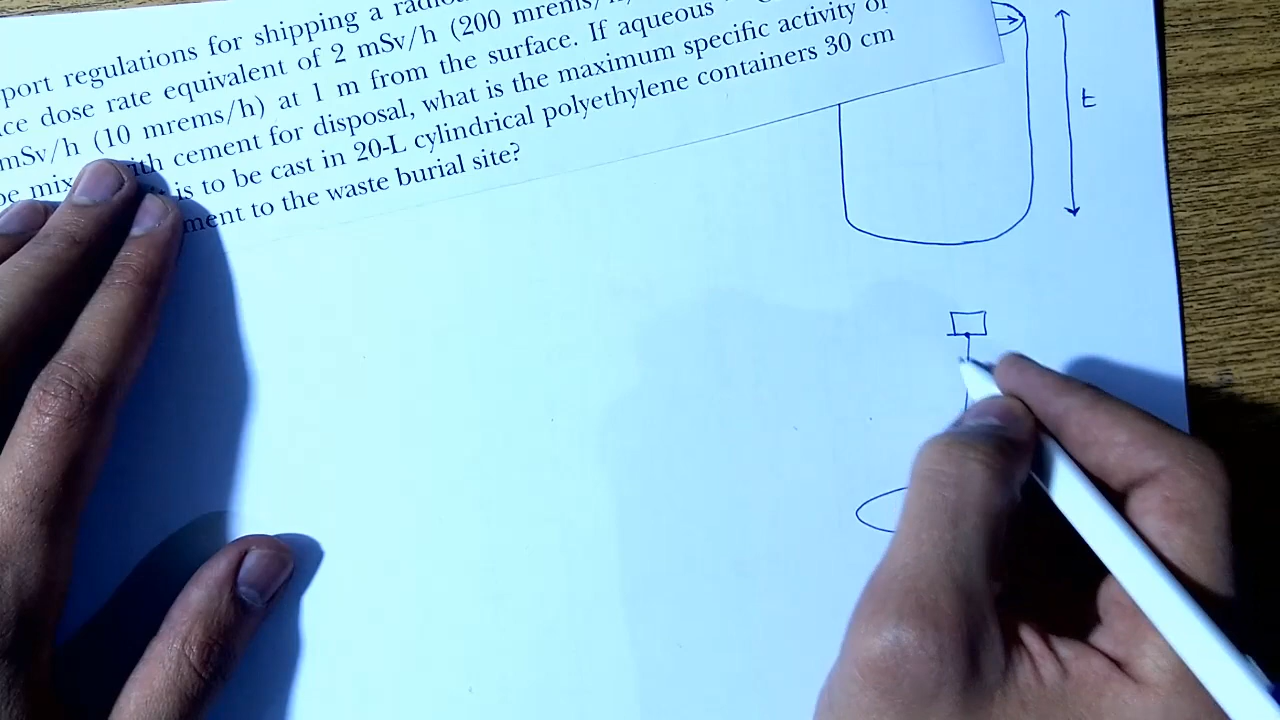 port regulations for shipping a
ce dose rate equivalent of 2 mSv/h (200 mrems/h)
mSv/h (10 mrems/h) at 1 m from the surface. If aqueous
be mix ith cement for disposal, what is the maximum specific activity of
is to be cast in 20-L cylindrical polyethylene containers 30 cm
ment to the waste burial site?
t